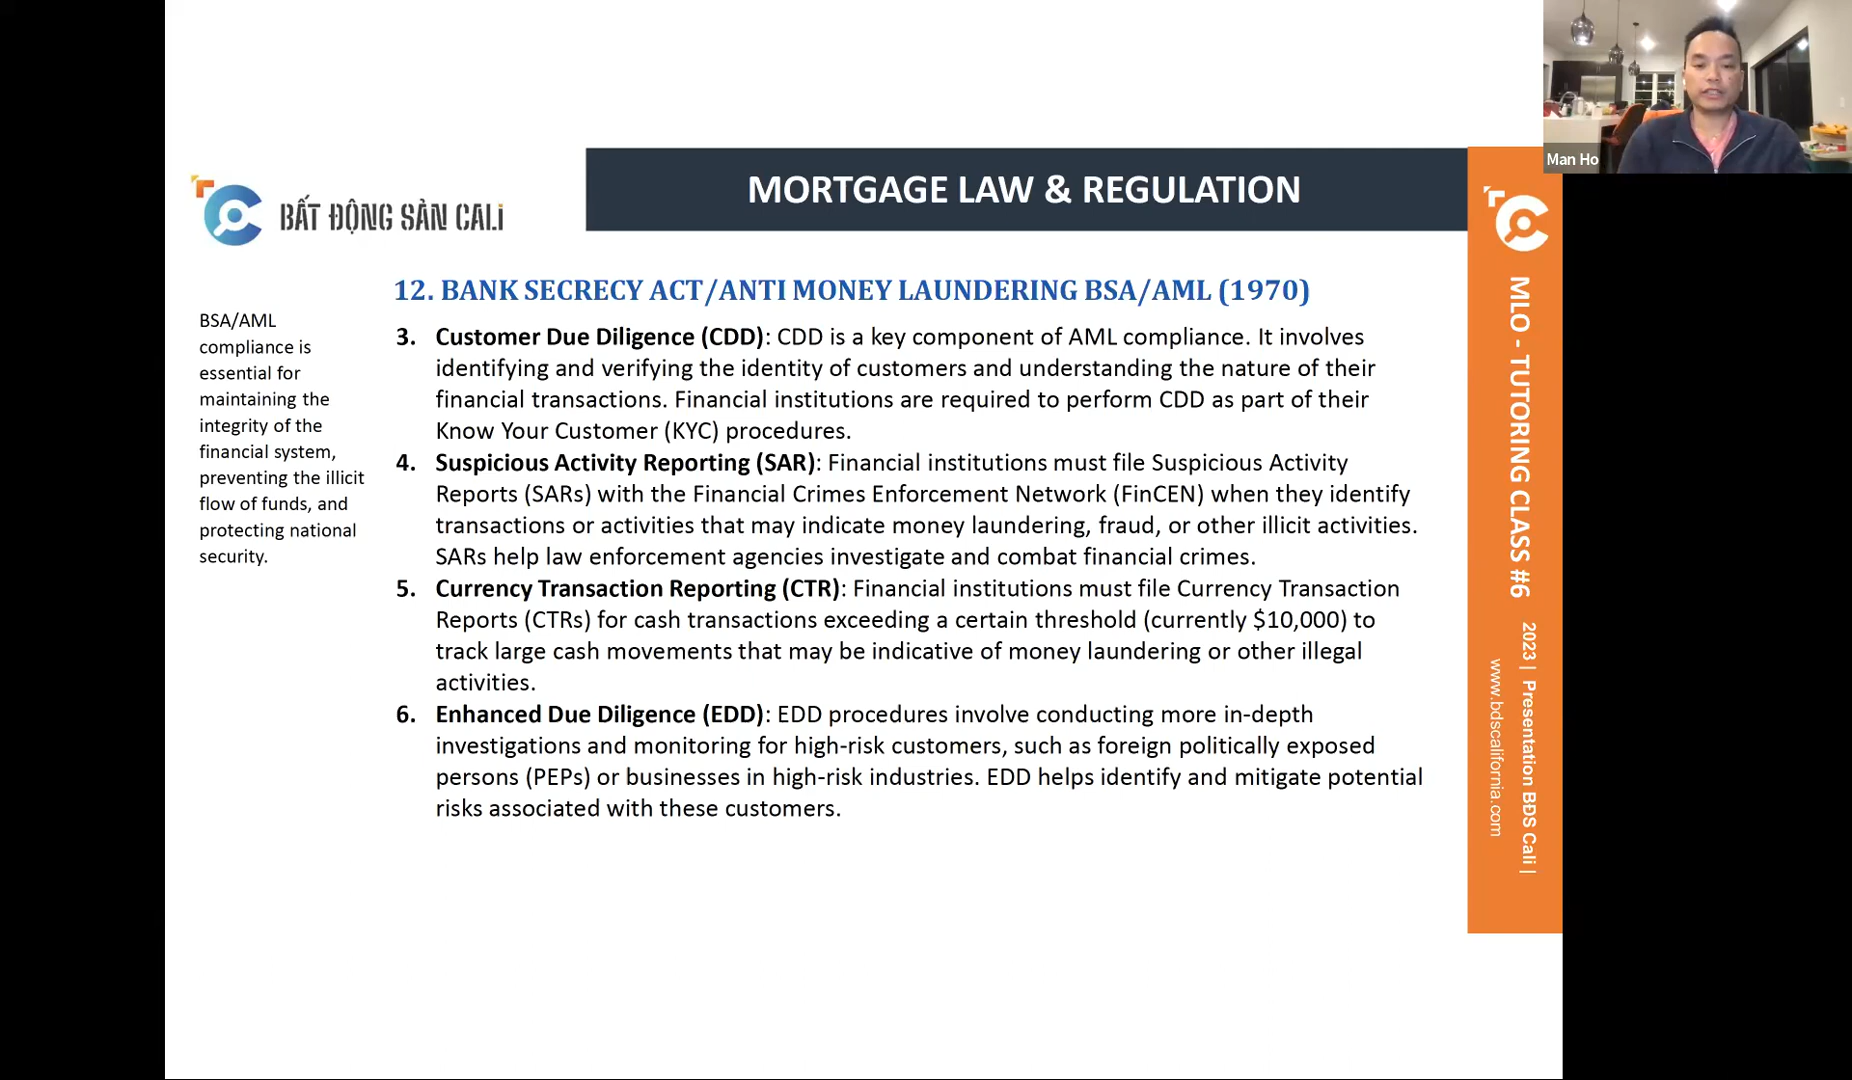 Man Ho
BẤT ĐỘNG SẢN CALi
MORTGAGE LAW & REGULATION
12. BANK SECRECY ACT/ANTI MONEY LAUNDERING BSA/AML (1970)
BSA/AML
compliance is
essential for
maintaining the
integrity of the
financial system,
preventing the illicit
flow of funds, and
protecting national
security.
3. Customer Due Diligence (CDD): CDD is a key component of AML compliance. It involves
identifying and verifying the identity of customers and understanding the nature of their
financial transactions. Financial institutions are required to perform CDD as part of their
Know Your Customer (KYC) procedures.
4. Suspicious Activity Reporting (SAR): Financial institutions must file Suspicious Activity
Reports (SARs) with the Financial Crimes Enforcement Network (FinCEN) when they identify
transactions or activities that may indicate money laundering, fraud, or other illicit activities.
SARs help law enforcement agencies investigate and combat financial crimes.
5. Currency Transaction Reporting (CTR): Financial institutions must file Currency Transaction
Reports (CTRs) for cash transactions exceeding a certain threshold (currently $10,000) to
track large cash movements that may be indicative of money laundering or other illegal
activities.
6. Enhanced Due Diligence (EDD): EDD procedures involve conducting more in-depth
investigations and monitoring for high-risk customers, such as foreign politically exposed
persons (PEPs) or businesses in high-risk industries. EDD helps identify and mitigate potential
risks associated with these customers.
MLO - TUTORING CLASS #6
2023 | Presentation BĐS Cali |
www.bdscalifornia.com